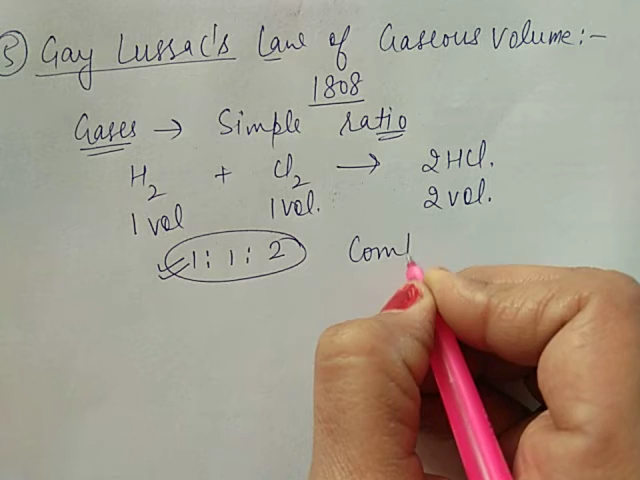 5) Gay Lussac's Law of Gaseous Volume:-
1808
Gases → Simple ratio
H2 + Cl2 → 2HCl.
1 vol 1 vol. 2 vol.
1 : 1 : 2 Com